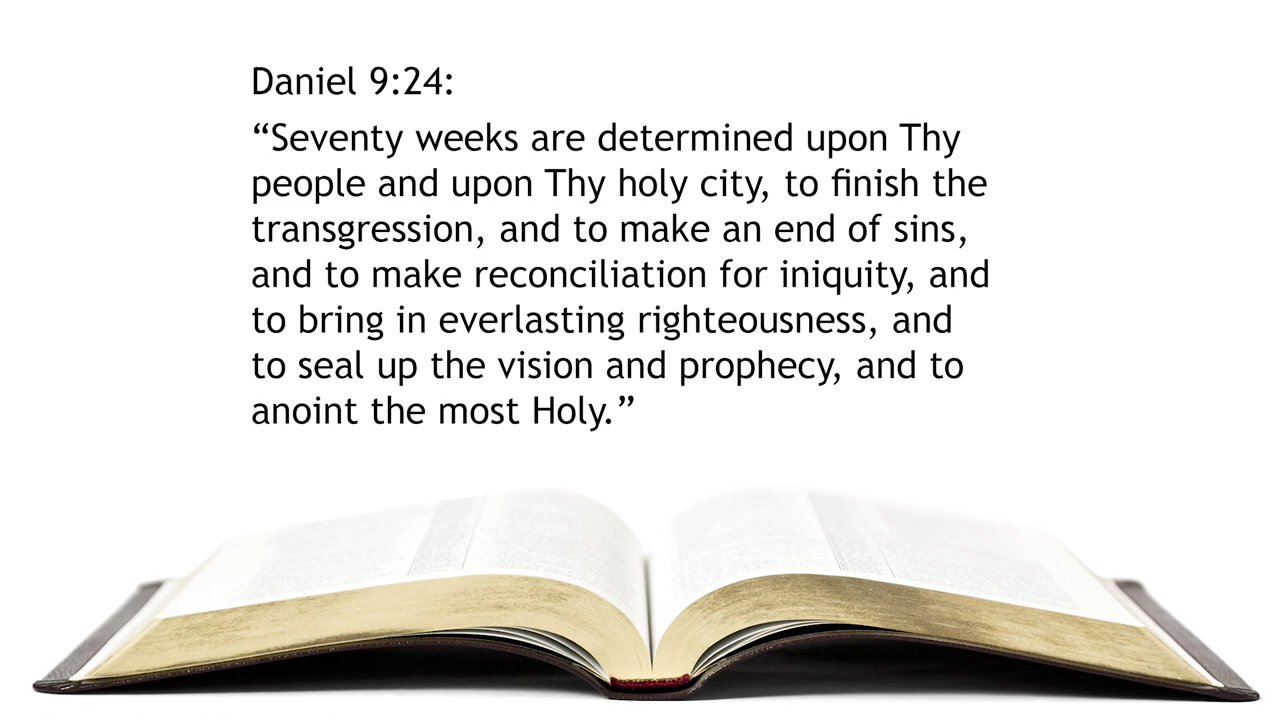 Daniel 9:24:
“Seventy weeks are determined upon Thy
people and upon Thy holy city, to finish the
transgression, and to make an end of sins,
and to make reconciliation for iniquity, and
to bring in everlasting righteousness, and
to seal up the vision and prophecy, and to
anoint the most Holy.”